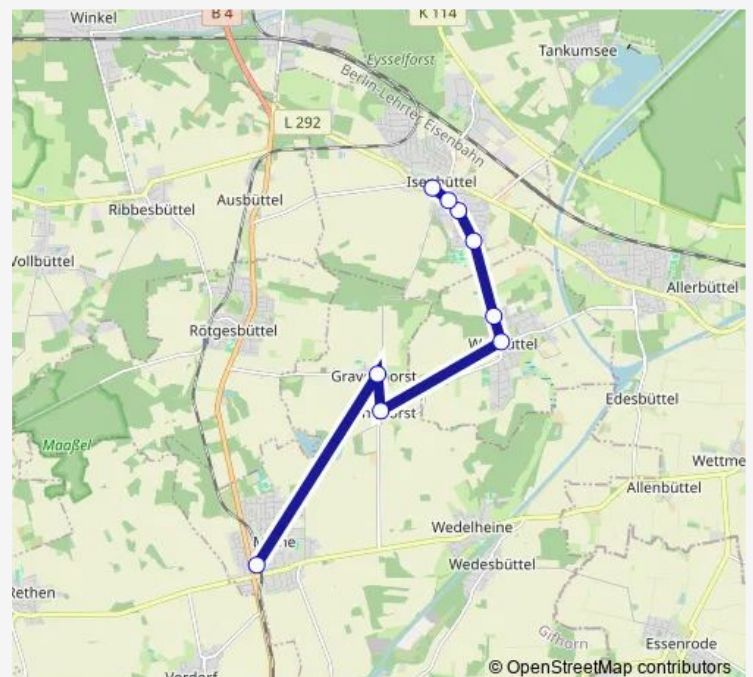 Winkel
B 4
K 114
Tankumsee
Eysselforst
Berlin-Lehrter Eisenbahn
L 292
Ribbesbüttel
Ausbüttel
Vollbüttel
Allerbüttel
Rötgesbüttel
Edesbüttel
Maaßel
Wettme
Allenbüttel
Wedelheine
Wedesbüttel
Rethen
Gifhorn
Essenrode
© OpenStreetMap contributors